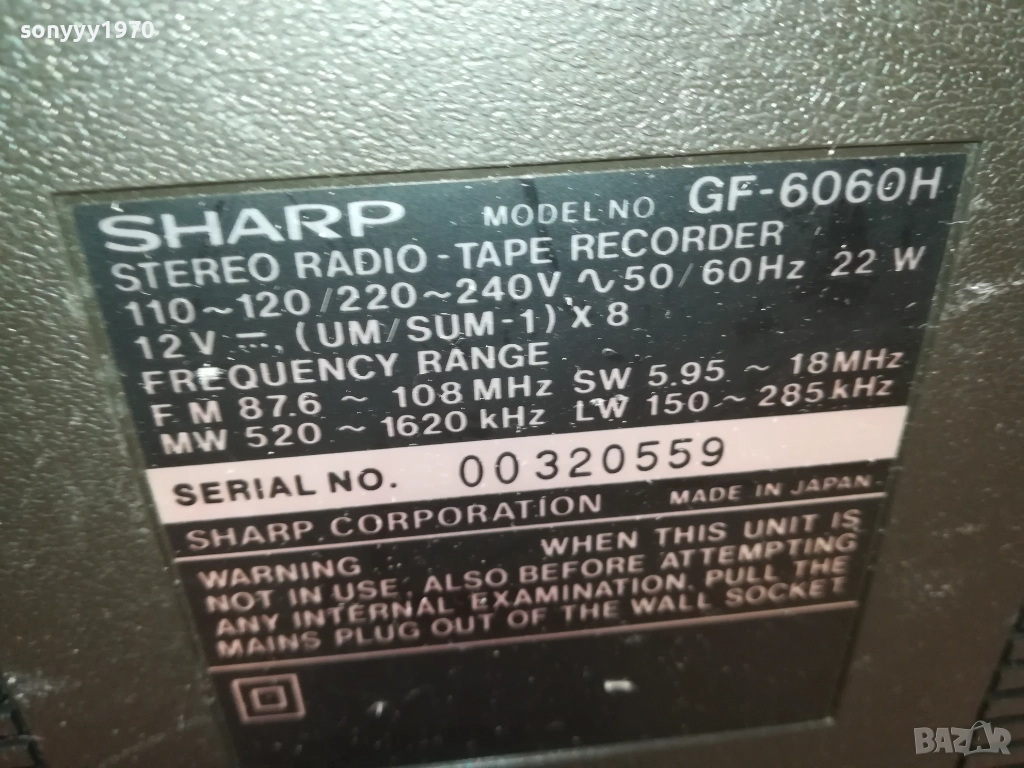 sonyyy1970
SHARP MODEL NO GF-6060H
STEREO RADIO-TAPE RECORDER
110~120/220~240V, ∿ 50/60Hz 22 W
12V ⎓, (UM/SUM-1) X 8
FREQUENCY RANGE
FM 87.6 ~ 108 MHz SW 5.95 ~ 18MHz
MW 520 ~ 1620 kHz LW 150 ~ 285kHz
SERIAL NO. 00320559
SHARP CORPORATION MADE IN JAPAN
WARNING WHEN THIS UNIT IS
NOT IN USE, ALSO BEFORE ATTEMPTING
ANY INTERNAL EXAMINATION, PULL THE
MAINS PLUG OUT OF THE WALL SOCKET
BAZAR